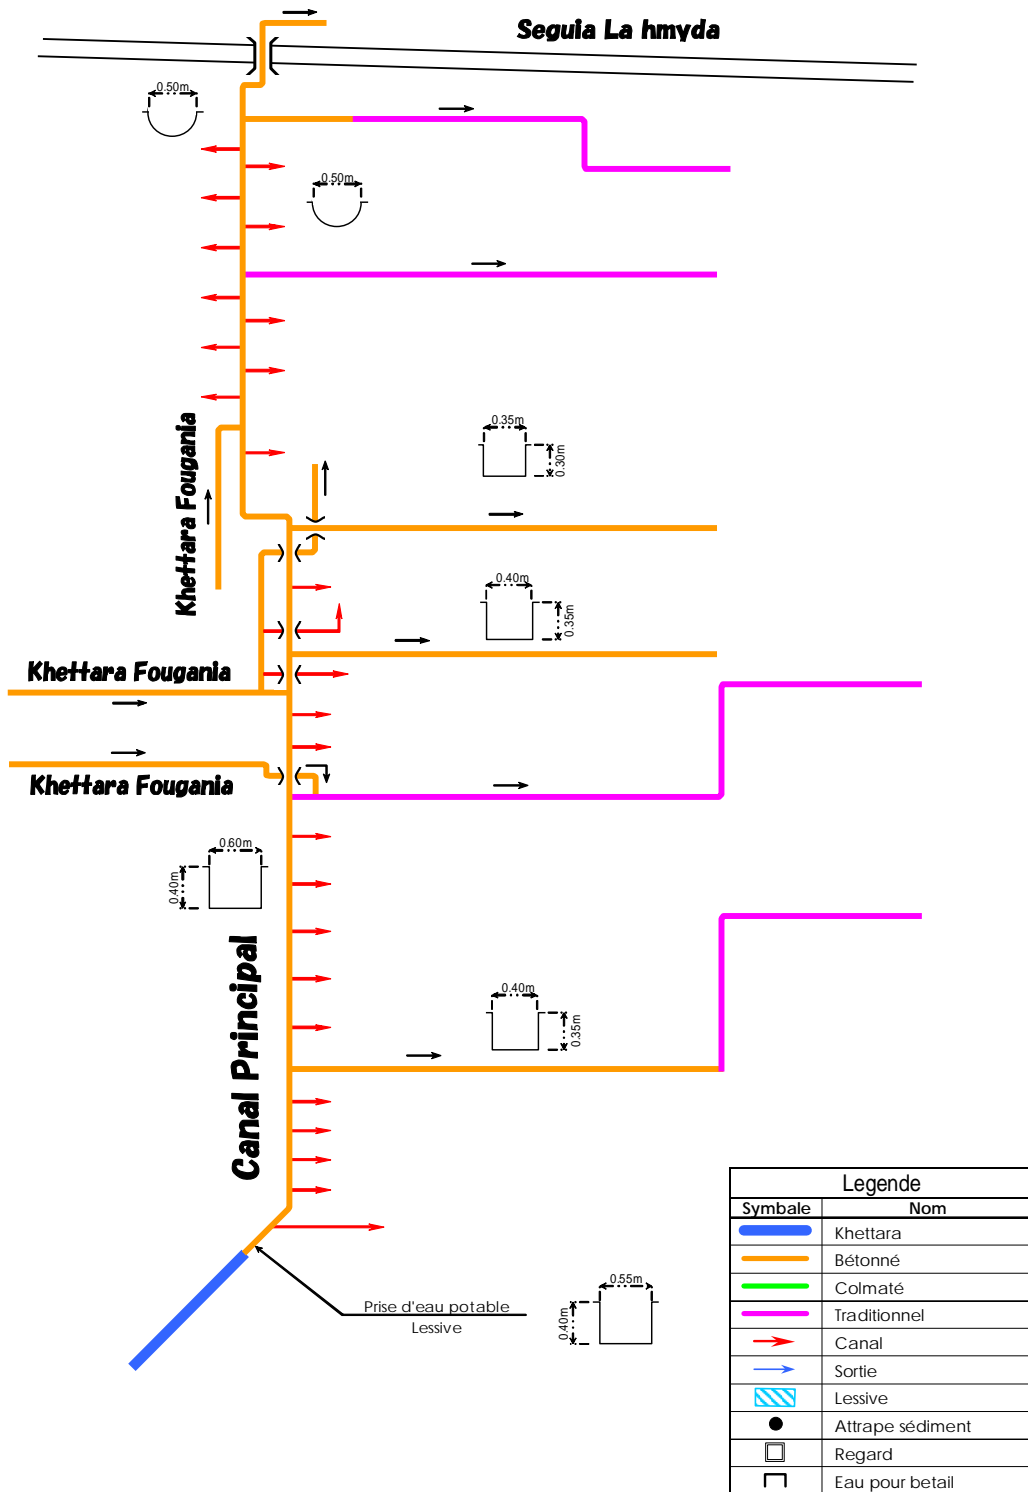 Seguia La hmyda
0.50m
0.50m
0.35m
0.30m
Khettara Fougania
0.40m
0.35m
Khettara Fougania
Khettara Fougania
0.60m
0.40m
Canal Principal
0.40m
0.35m
Prise d'eau potable
Lessive
0.55m
0.40m
Legende
Symbale Nom
Khettara
Bétonné
Colmaté
Traditionnel
Canal
Sortie
Lessive
Attrape sédiment
Regard
Eau pour betail